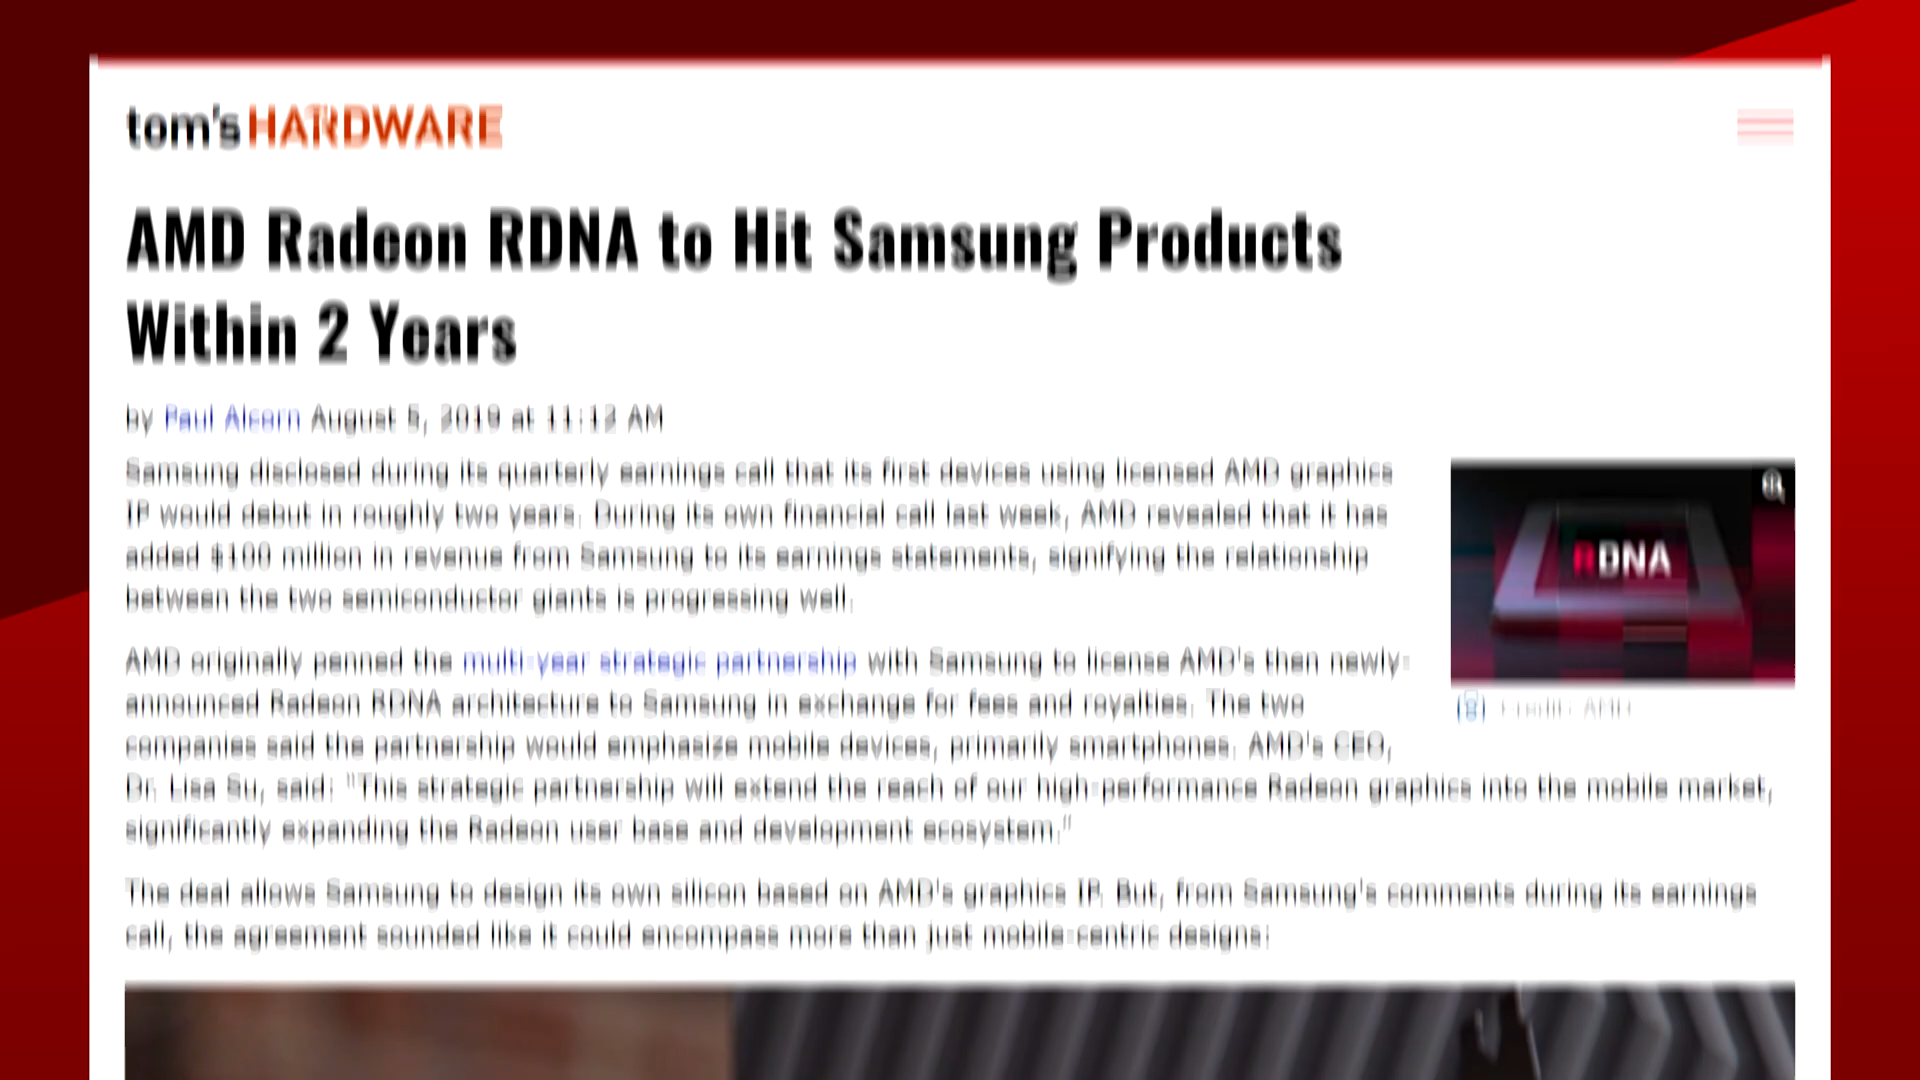 tom's HARDWARE
AMD Radeon RDNA to Hit Samsung Products
Within 2 Years
by Paul Alcorn August 5, 2019 at 11:12 AM
Samsung disclosed during its quarterly earnings call that its first devices using licensed AMD graphics
IP would debut in roughly two years. During its own financial call last week, AMD revealed that it has
added $100 million in revenue from Samsung to its earnings statements, signifying the relationship
between the two semiconductor giants is progressing well.
RDNA
AMD originally penned the multi-year strategic partnership with Samsung to license AMD's then newly-
announced Radeon RDNA architecture to Samsung in exchange for fees and royalties. The two
companies said the partnership would emphasize mobile devices, primarily smartphones. AMD's CEO,
Credit: AMD
Dr. Lisa Su, said: "This strategic partnership will extend the reach of our high-performance Radeon graphics into the mobile market,
significantly expanding the Radeon user base and development ecosystem."
The deal allows Samsung to design its own silicon based on AMD's graphics IP. But, from Samsung's comments during its earnings
call, the agreement sounded like it could encompass more than just mobile-centric designs: